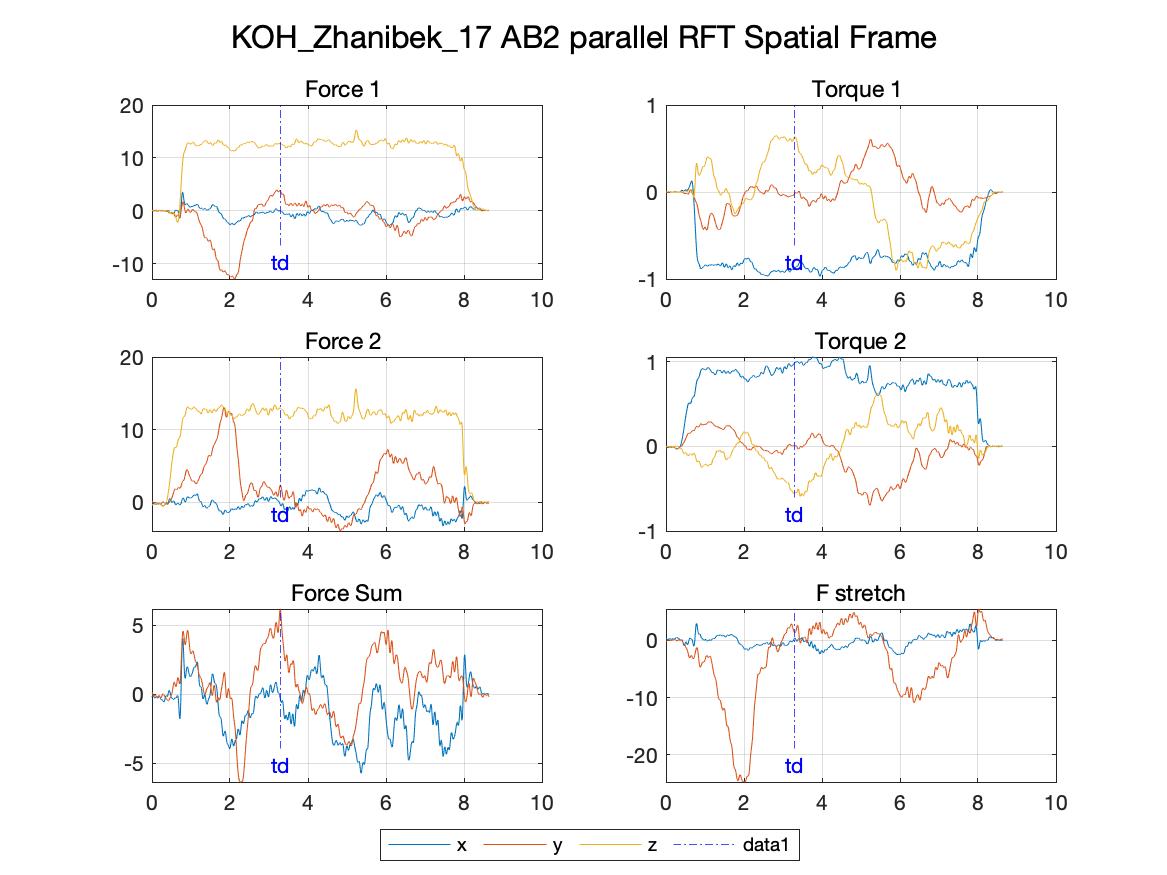 KOH_Zhanibek_17 AB2 parallel RFT Spatial Frame
Force 1
20
10
0
-10
td
0 2 4 6 8 10
Torque 1
1
0
-1
td
0 2 4 6 8 10
Force 2
20
10
0
td
0 2 4 6 8 10
Torque 2
1
0
-1
td
0 2 4 6 8 10
Force Sum
5
0
-5
td
0 2 4 6 8 10
F stretch
0
-10
-20
td
0 2 4 6 8 10
x y z data1